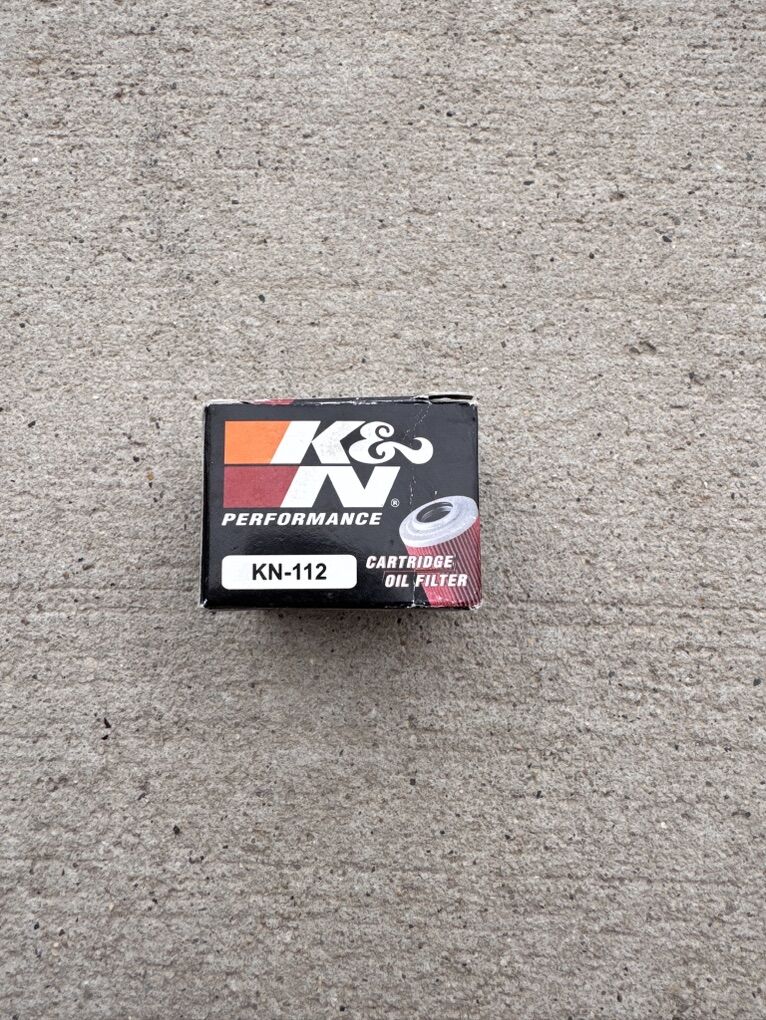 K&
N®
PERFORMANCE
KN-112
CARTRIDGE
OIL FILTER